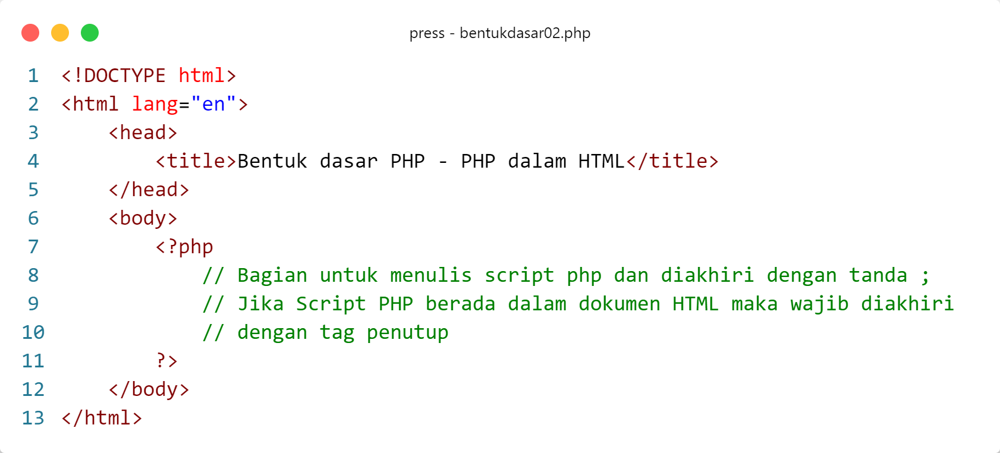 press - bentukdasar02.php
1 <!DOCTYPE html>
2 <html lang="en">
3     <head>
4         <title>Bentuk dasar PHP - PHP dalam HTML</title>
5     </head>
6     <body>
7         <?php
8             // Bagian untuk menulis script php dan diakhiri dengan tanda ;
9             // Jika Script PHP berada dalam dokumen HTML maka wajib diakhiri
10             // dengan tag penutup
11         ?>
12     </body>
13 </html>